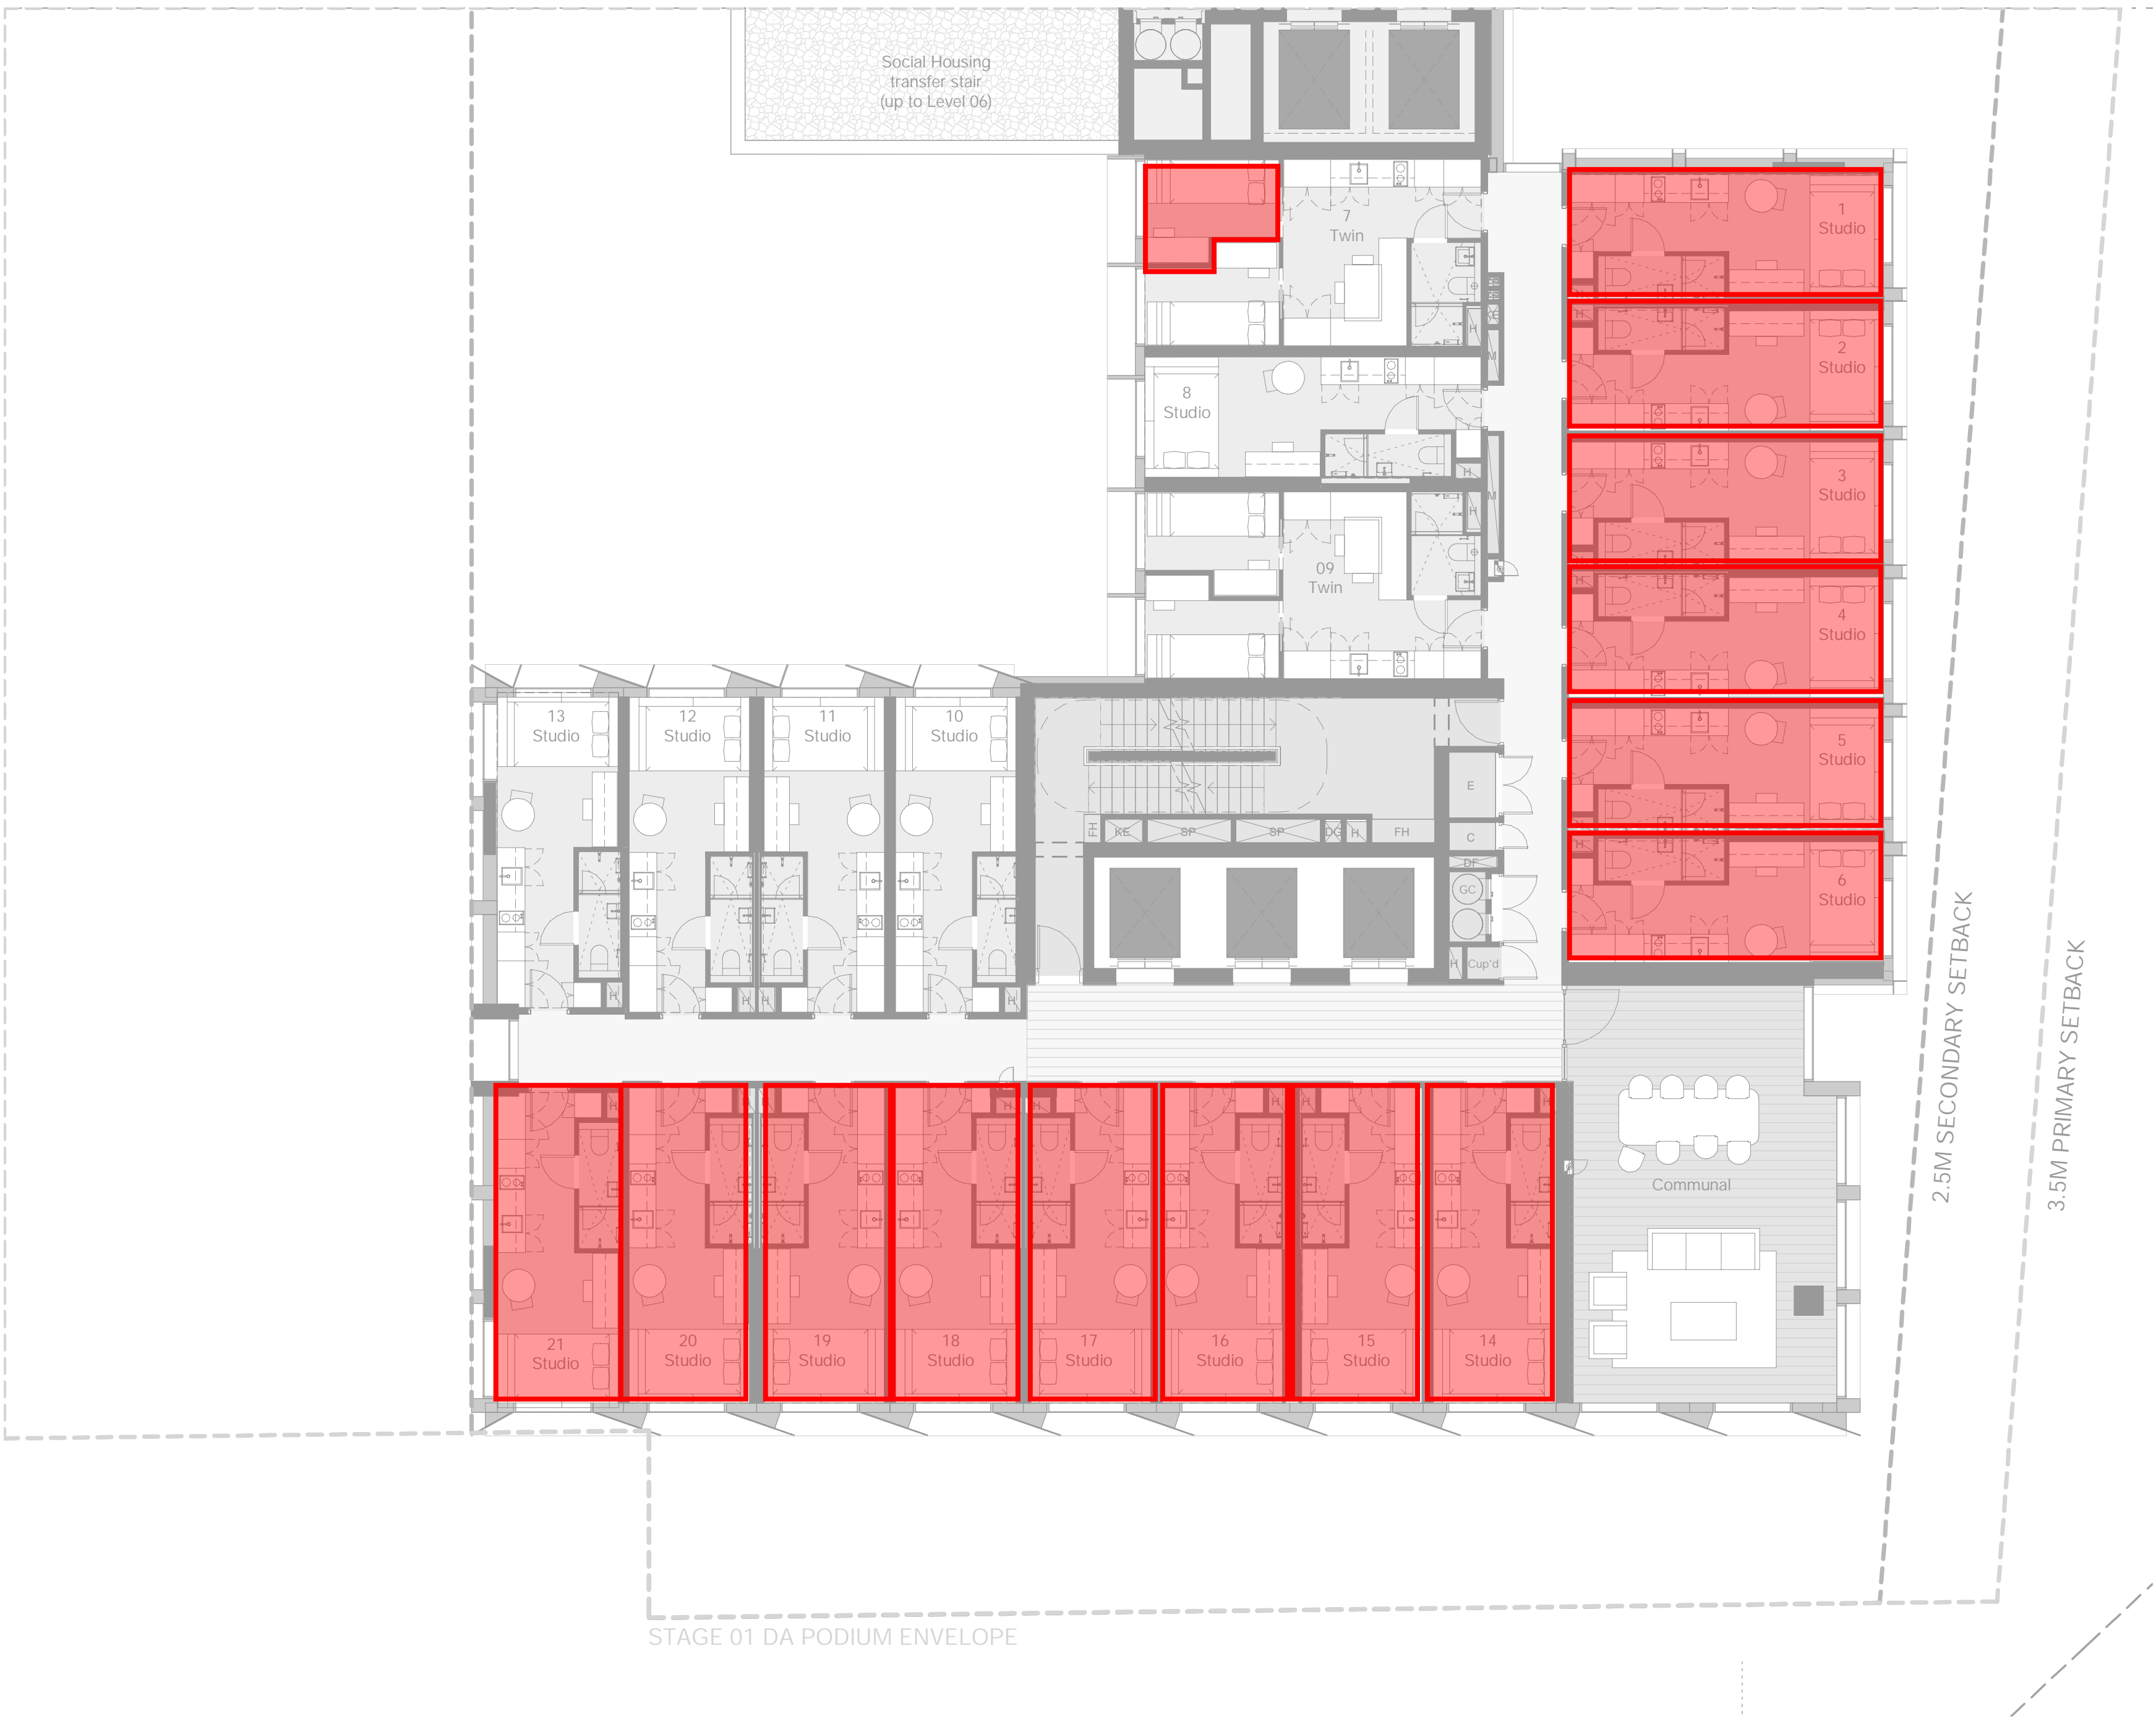 Social Housing
transfer stair
(up to Level 06)
7
Twin
1
Studio
H
KE
H
M
H
2
Studio
8
Studio
H
3
Studio
M
H
H
4
Studio
09
Twin
13
Studio
12
Studio
11
Studio
10
Studio
5
Studio
E
FH
KE
SP
SP
DG
H
FH
C
H
DF
GC
6
Studio
H
Cup'd
H
H
H
H
2.5M SECONDARY SETBACK
3.5M PRIMARY SETBACK
H
H
H
H
H
H
Communal
21
Studio
20
Studio
19
Studio
18
Studio
17
Studio
16
Studio
15
Studio
14
Studio
STAGE 01 DA PODIUM ENVELOPE